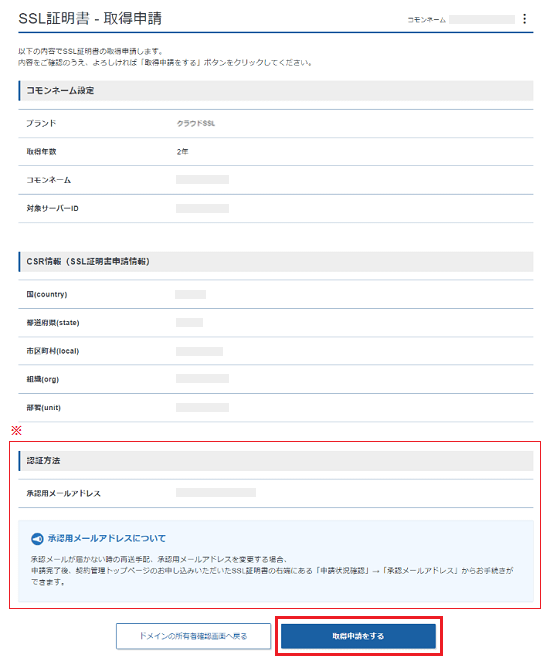 SSL証明書 - 取得申請
コモンネーム
以下の内容でSSL証明書の取得申請します。
内容をご確認のうえ、よろしければ「取得申請をする」ボタンをクリックしてください。
コモンネーム設定
ブランド クラウドSSL
取得年数 2年
コモンネーム
対象サーバーID
CSR情報（SSL証明書申請情報）
国(country)
都道府県(state)
市区町村(local)
組織(org)
部署(unit)
※
認証方法
承認用メールアドレス
承認用メールアドレスについて
承認メールが届かない時の再送手配、承認用メールアドレスを変更する場合、
申請完了後、契約管理トップページのお申し込みいただいたSSL証明書の右端にある「申請状況確認」→「承認メールアドレス」からお手続きが
できます。
ドメインの所有者確認画面へ戻る
取得申請をする